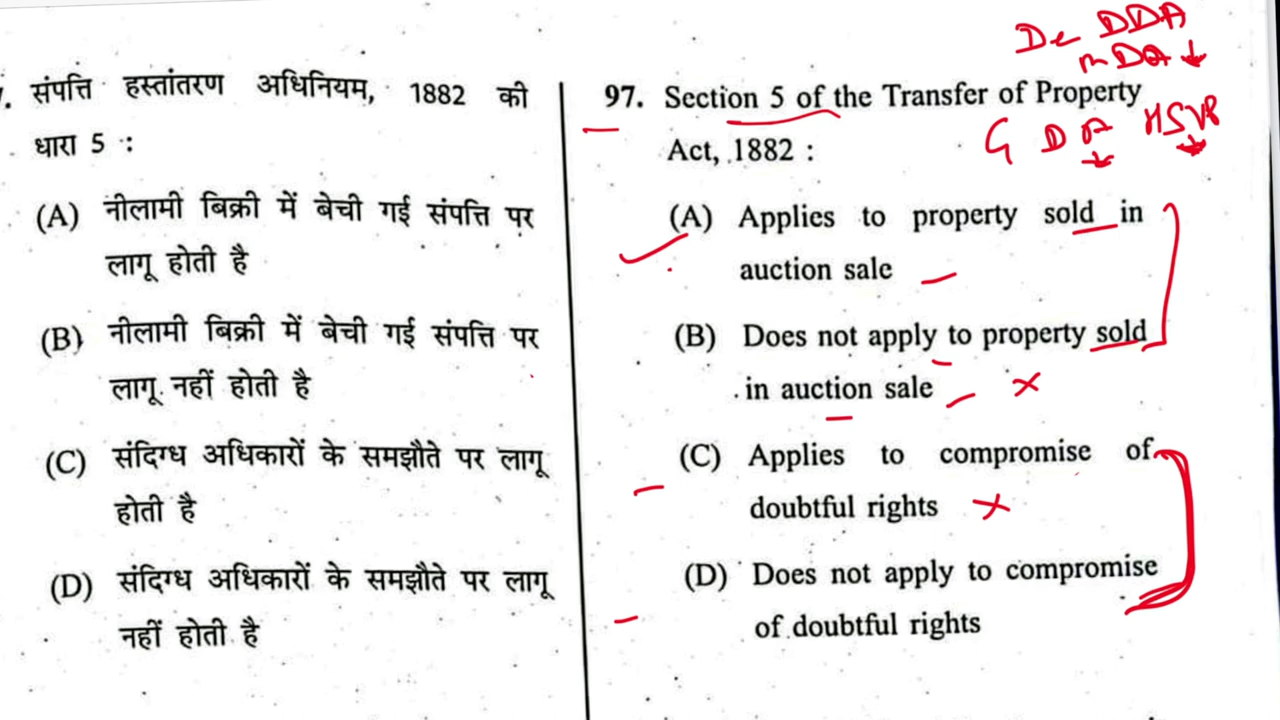 . संपत्ति हस्तांतरण अधिनियम, 1882 की
धारा 5 :
(A) नीलामी बिक्री में बेची गई संपत्ति पर
लागू होती है
(B) नीलामी बिक्री में बेची गई संपत्ति पर
लागू नहीं होती है
(C) संदिग्ध अधिकारों के समझौते पर लागू
होती है
(D) संदिग्ध अधिकारों के समझौते पर लागू
नहीं होती है
De DDA
mDA
GDA HSVP
97. Section 5 of the Transfer of Property
Act, 1882 :
(A) Applies to property sold in
auction sale
(B) Does not apply to property sold
in auction sale
(C) Applies to compromise of
doubtful rights
(D) Does not apply to compromise
of doubtful rights